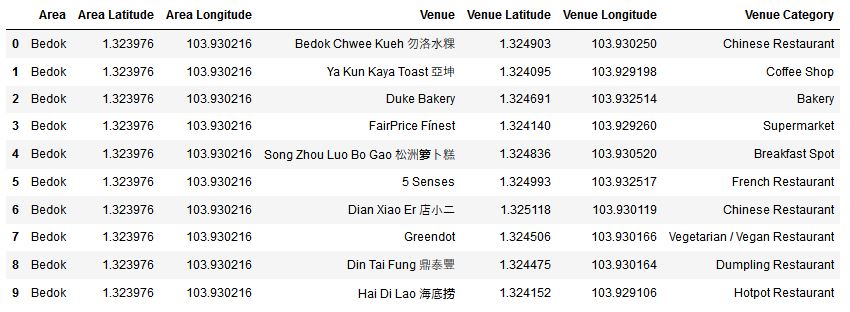 Area Area Latitude Area Longitude Venue Venue Latitude Venue Longitude Venue Category
0 Bedok 1.323976 103.930216 Bedok Chwee Kueh 勿洛水粿 1.324903 103.930250 Chinese Restaurant
1 Bedok 1.323976 103.930216 Ya Kun Kaya Toast 亞坤 1.324095 103.929198 Coffee Shop
2 Bedok 1.323976 103.930216 Duke Bakery 1.324691 103.932514 Bakery
3 Bedok 1.323976 103.930216 FairPrice Fínest 1.324140 103.929260 Supermarket
4 Bedok 1.323976 103.930216 Song Zhou Luo Bo Gao 松洲簝卜糕 1.324836 103.930520 Breakfast Spot
5 Bedok 1.323976 103.930216 5 Senses 1.324993 103.932517 French Restaurant
6 Bedok 1.323976 103.930216 Dian Xiao Er 店小二 1.325118 103.930119 Chinese Restaurant
7 Bedok 1.323976 103.930216 Greendot 1.324506 103.930166 Vegetarian / Vegan Restaurant
8 Bedok 1.323976 103.930216 Din Tai Fung 鼎泰豐 1.324475 103.930164 Dumpling Restaurant
9 Bedok 1.323976 103.930216 Hai Di Lao 海底捞 1.324152 103.929106 Hotpot Restaurant